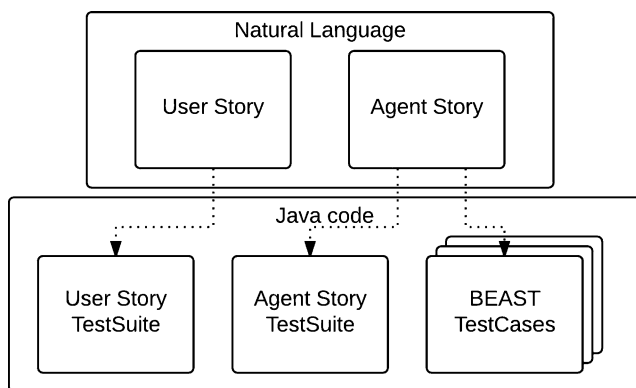 Natural Language
User Story
Agent Story
Java code
User Story
TestSuite
Agent Story
TestSuite
BEAST
TestCases